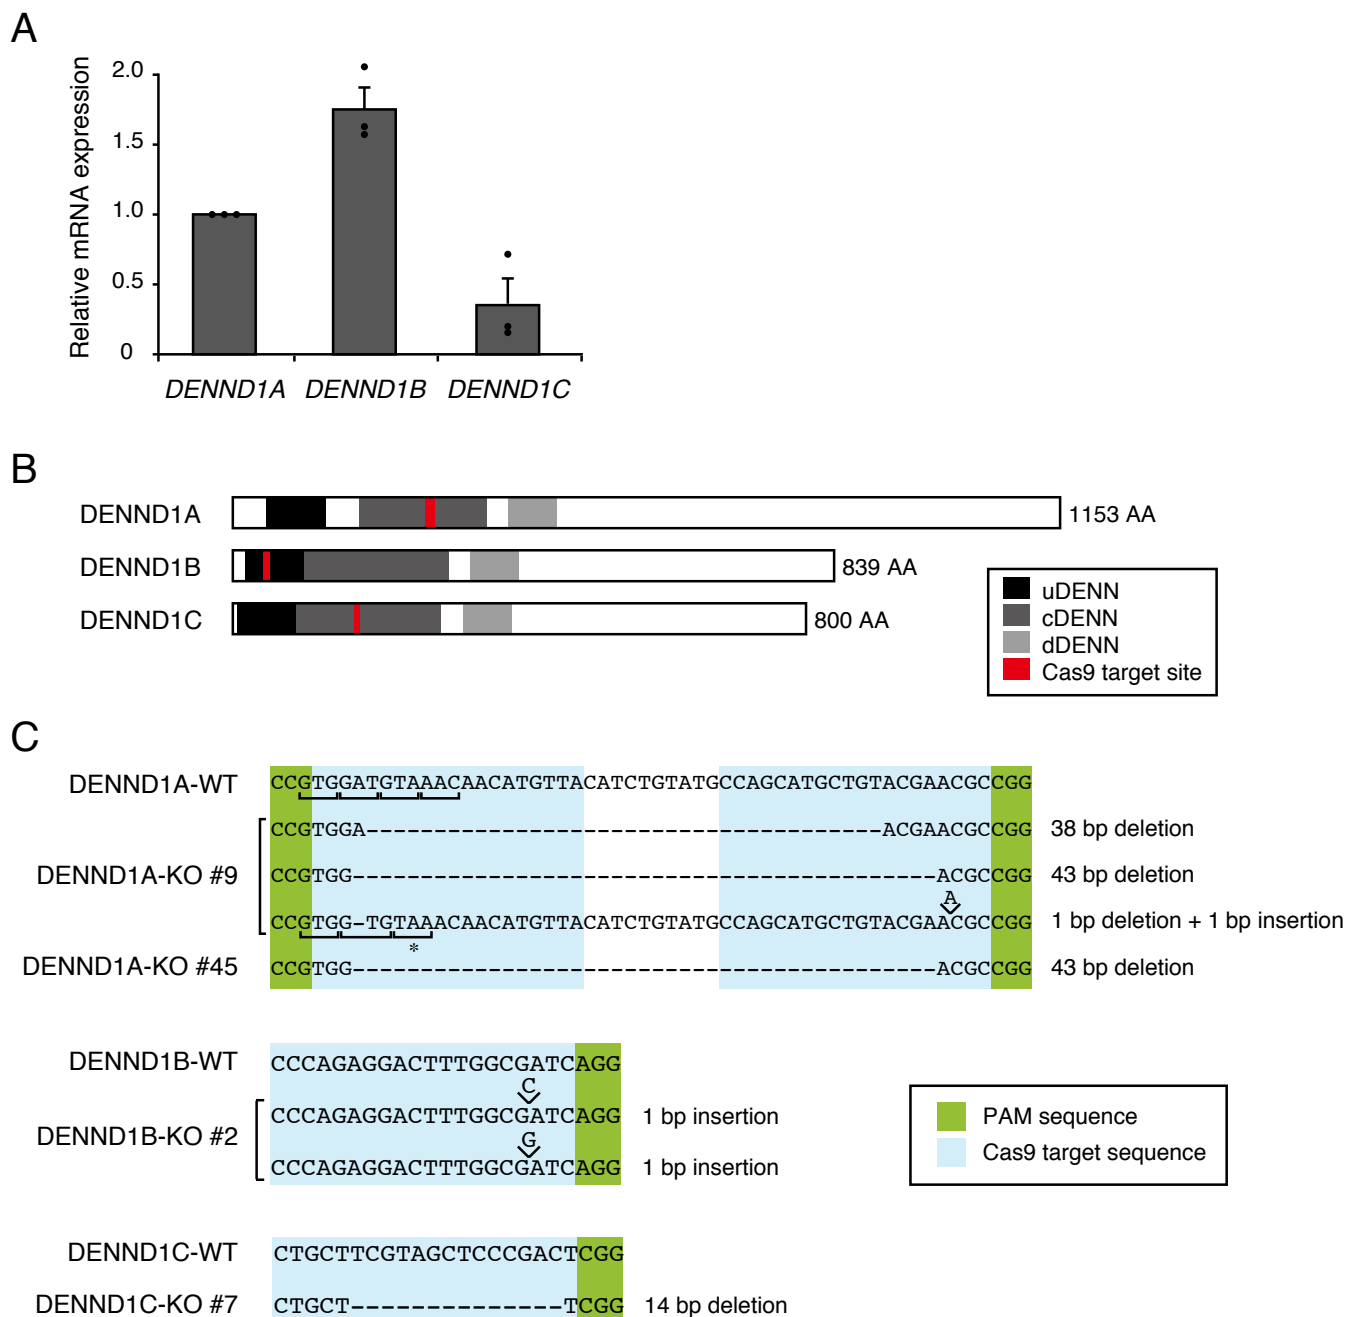 A
Relative mRNA expression
2.0
1.5
1.0
0.5
0
DENND1A DENND1B DENND1C
B
DENND1A 1153 AA
DENND1B 839 AA
DENND1C 800 AA
uDENN
cDENN
dDENN
Cas9 target site
C
DENND1A-WT CCGTGGATGTAAACAACATGTTACATCTGTATGCCAGCATGCTGTACGAACGCCGG
CCGTGGA--------------------------------------ACGAACGCCGG 38 bp deletion
DENND1A-KO #9 CCGTGG-------------------------------------------ACGCCGG 43 bp deletion
A
CCGTGG-TGTAAACAACATGTTACATCTGTATGCCAGCATGCTGTACGAACGCCGG 1 bp deletion + 1 bp insertion
*
DENND1A-KO #45 CCGTGG-------------------------------------------ACGCCGG 43 bp deletion
DENND1B-WT CCCAGAGGACTTTGGCGATCAGG
C
CCCAGAGGACTTTGGCGATCAGG 1 bp insertion
DENND1B-KO #2
G
CCCAGAGGACTTTGGCGATCAGG 1 bp insertion
PAM sequence
Cas9 target sequence
DENND1C-WT CTGCTTCGTAGCTCCCGACTCGG
DENND1C-KO #7 CTGCT--------------TCGG 14 bp deletion